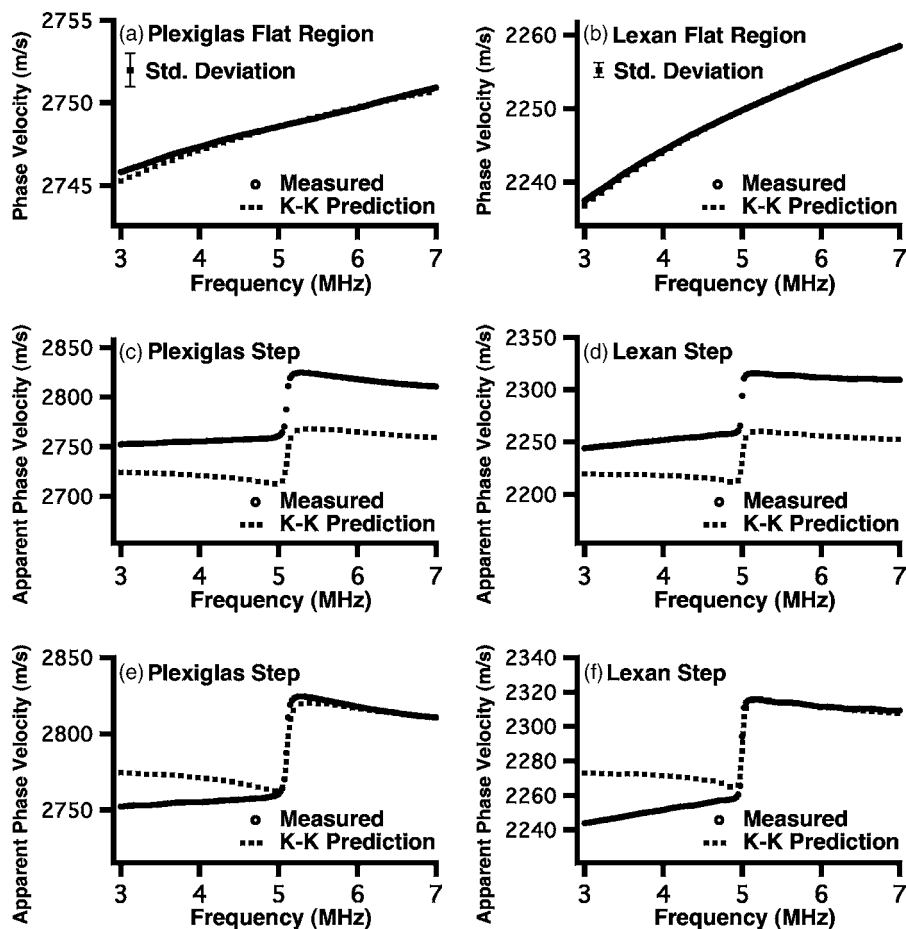 (a) Plexiglas Flat Region
Std. Deviation
Phase Velocity (m/s)
2755
2750
2745
Measured
K-K Prediction
3 4 5 6 7
Frequency (MHz)
(b) Lexan Flat Region
Std. Deviation
Phase Velocity (m/s)
2260
2250
2240
Measured
K-K Prediction
3 4 5 6 7
Frequency (MHz)
(c) Plexiglas Step
Apparent Phase Velocity (m/s)
2850
2800
2750
2700
Measured
K-K Prediction
3 4 5 6 7
Frequency (MHz)
(d) Lexan Step
Apparent Phase Velocity (m/s)
2350
2300
2250
2200
Measured
K-K Prediction
3 4 5 6 7
Frequency (MHz)
(e) Plexiglas Step
Apparent Phase Velocity (m/s)
2850
2800
2750
Measured
K-K Prediction
3 4 5 6 7
Frequency (MHz)
(f) Lexan Step
Apparent Phase Velocity (m/s)
2340
2320
2300
2280
2260
2240
Measured
K-K Prediction
3 4 5 6 7
Frequency (MHz)